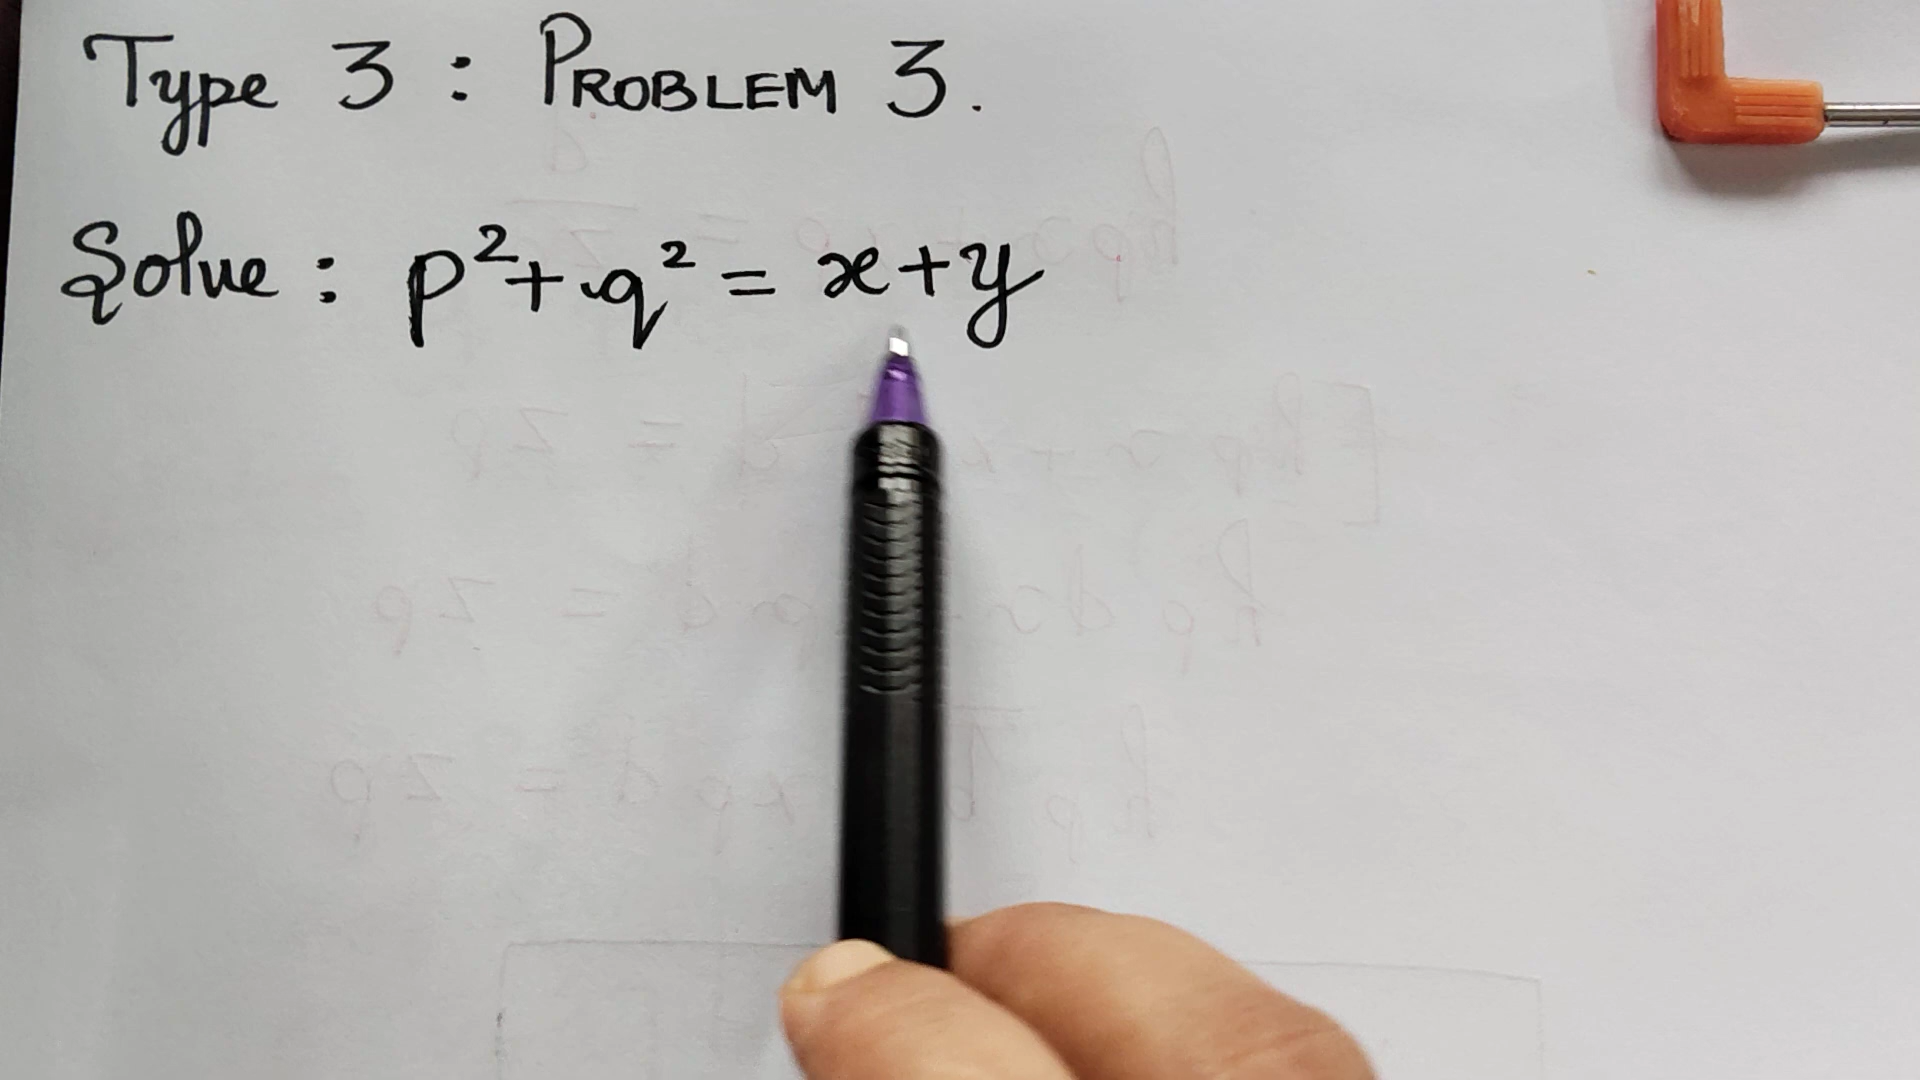 Type 3 : PROBLEM 3.
Solve : p²+q² = x+y